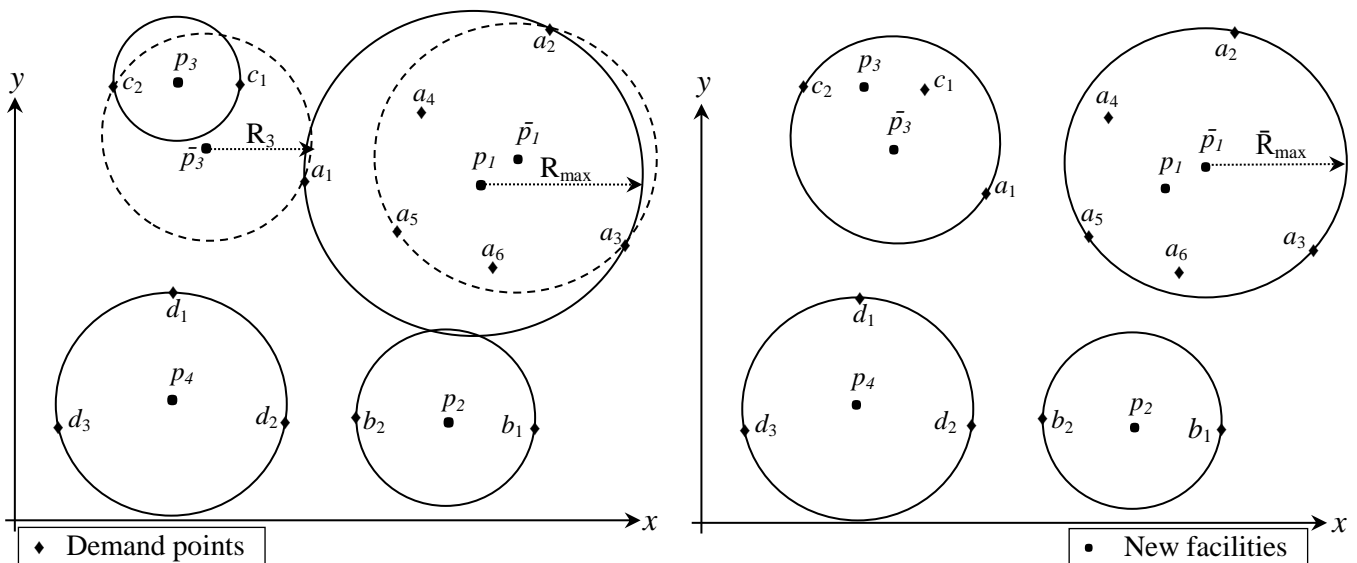 y
p₃
c₂
c₁
a₂
a₄
R₃
p̄₃
p̄₁
p₁
R_max
a₁
a₅
a₃
a₆
d₁
p₄
p₂
d₃
d₂
b₂
b₁
x
Demand points
y
a₂
p₃
c₂
c₁
a₄
p̄₃
p̄₁
R̄_max
p₁
a₁
a₅
a₃
a₆
d₁
p₄
p₂
d₃
d₂
b₂
b₁
x
New facilities